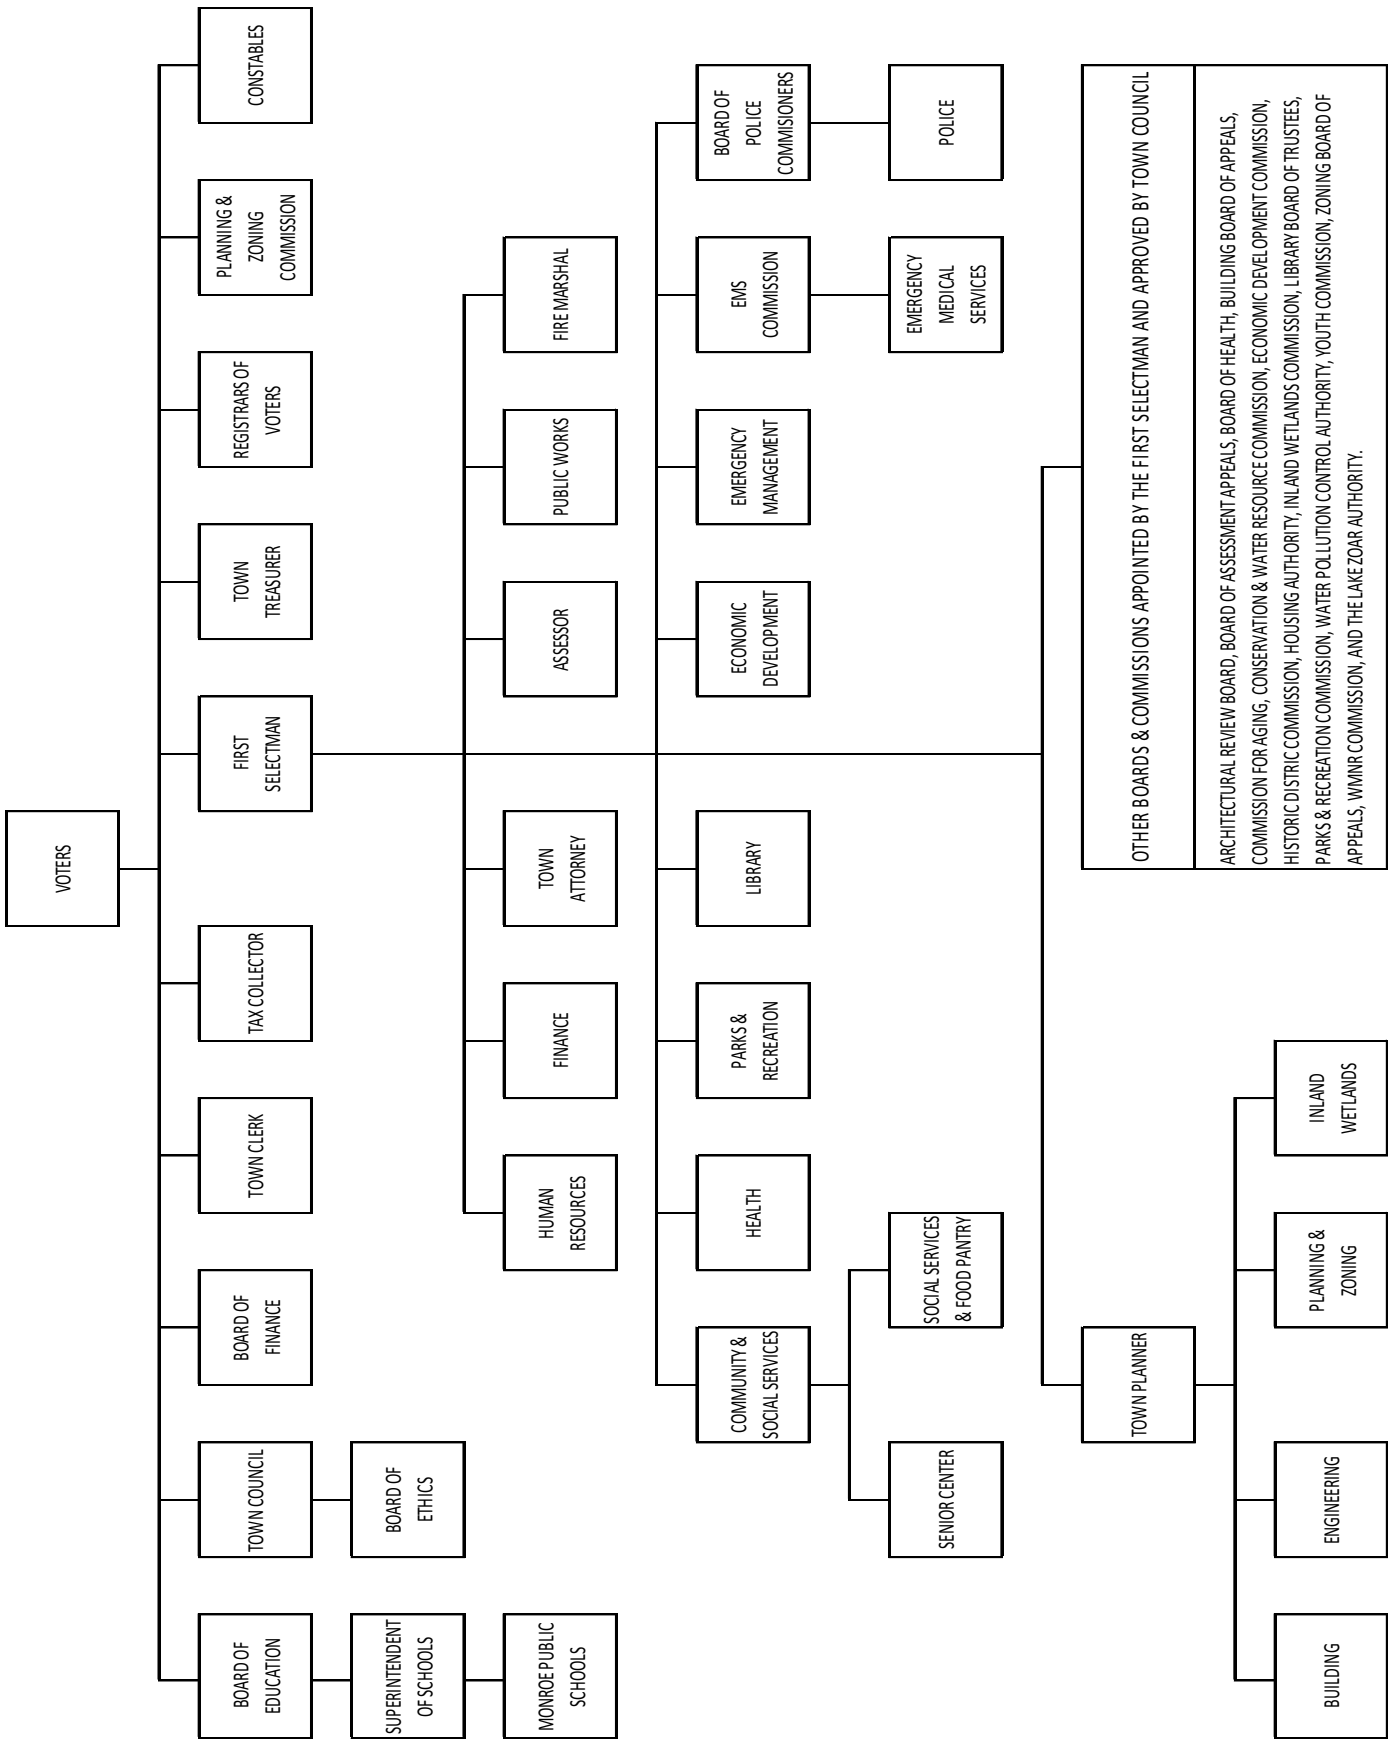 VOTERS
BOARD OF
EDUCATION
TOWN COUNCIL
BOARD OF
FINANCE
TOWN CLERK
TAX COLLECTOR
FIRST
SELECTMAN
TOWN
TREASURER
REGISTRARS OF
VOTERS
PLANNING &
ZONING
COMMISSION
CONSTABLES
SUPERINTENDENT
OF SCHOOLS
BOARD OF
ETHICS
MONROE PUBLIC
SCHOOLS
HUMAN
RESOURCES
FINANCE
TOWN
ATTORNEY
ASSESSOR
PUBLIC WORKS
FIRE MARSHAL
COMMUNITY &
SOCIAL SERVICES
HEALTH
PARKS &
RECREATION
LIBRARY
ECONOMIC
DEVELOPMENT
EMERGENCY
MANAGEMENT
EMS
COMMISSION
BOARD OF
POLICE
COMMISIONERS
SENIOR CENTER
SOCIAL SERVICES
& FOOD PANTRY
EMERGENCY
MEDICAL
SERVICES
POLICE
TOWN PLANNER
OTHER BOARDS & COMMISSIONS APPOINTED BY THE FIRST SELECTMAN AND APPROVED BY TOWN COUNCIL
ARCHITECTURAL REVIEW BOARD, BOARD OF ASSESSMENT APPEALS, BOARD OF HEALTH, BUILDING BOARD OF APPEALS,
COMMISSION FOR AGING, CONSERVATION & WATER RESOURCE COMMISSION, ECONOMIC DEVELOPMENT COMMISSION,
HISTORIC DISTRIC COMMISSION, HOUSING AUTHORITY, INLAND WETLANDS COMMISSION, LIBRARY BOARD OF TRUSTEES,
PARKS & RECREATION COMMISSION, WATER POLLUTION CONTROL AUTHORITY, YOUTH COMMISSION, ZONING BOARD OF
APPEALS, WMNR COMMISSION, AND THE LAKE ZOAR AUTHORITY.
BUILDING
ENGINEERING
PLANNING &
ZONING
INLAND
WETLANDS